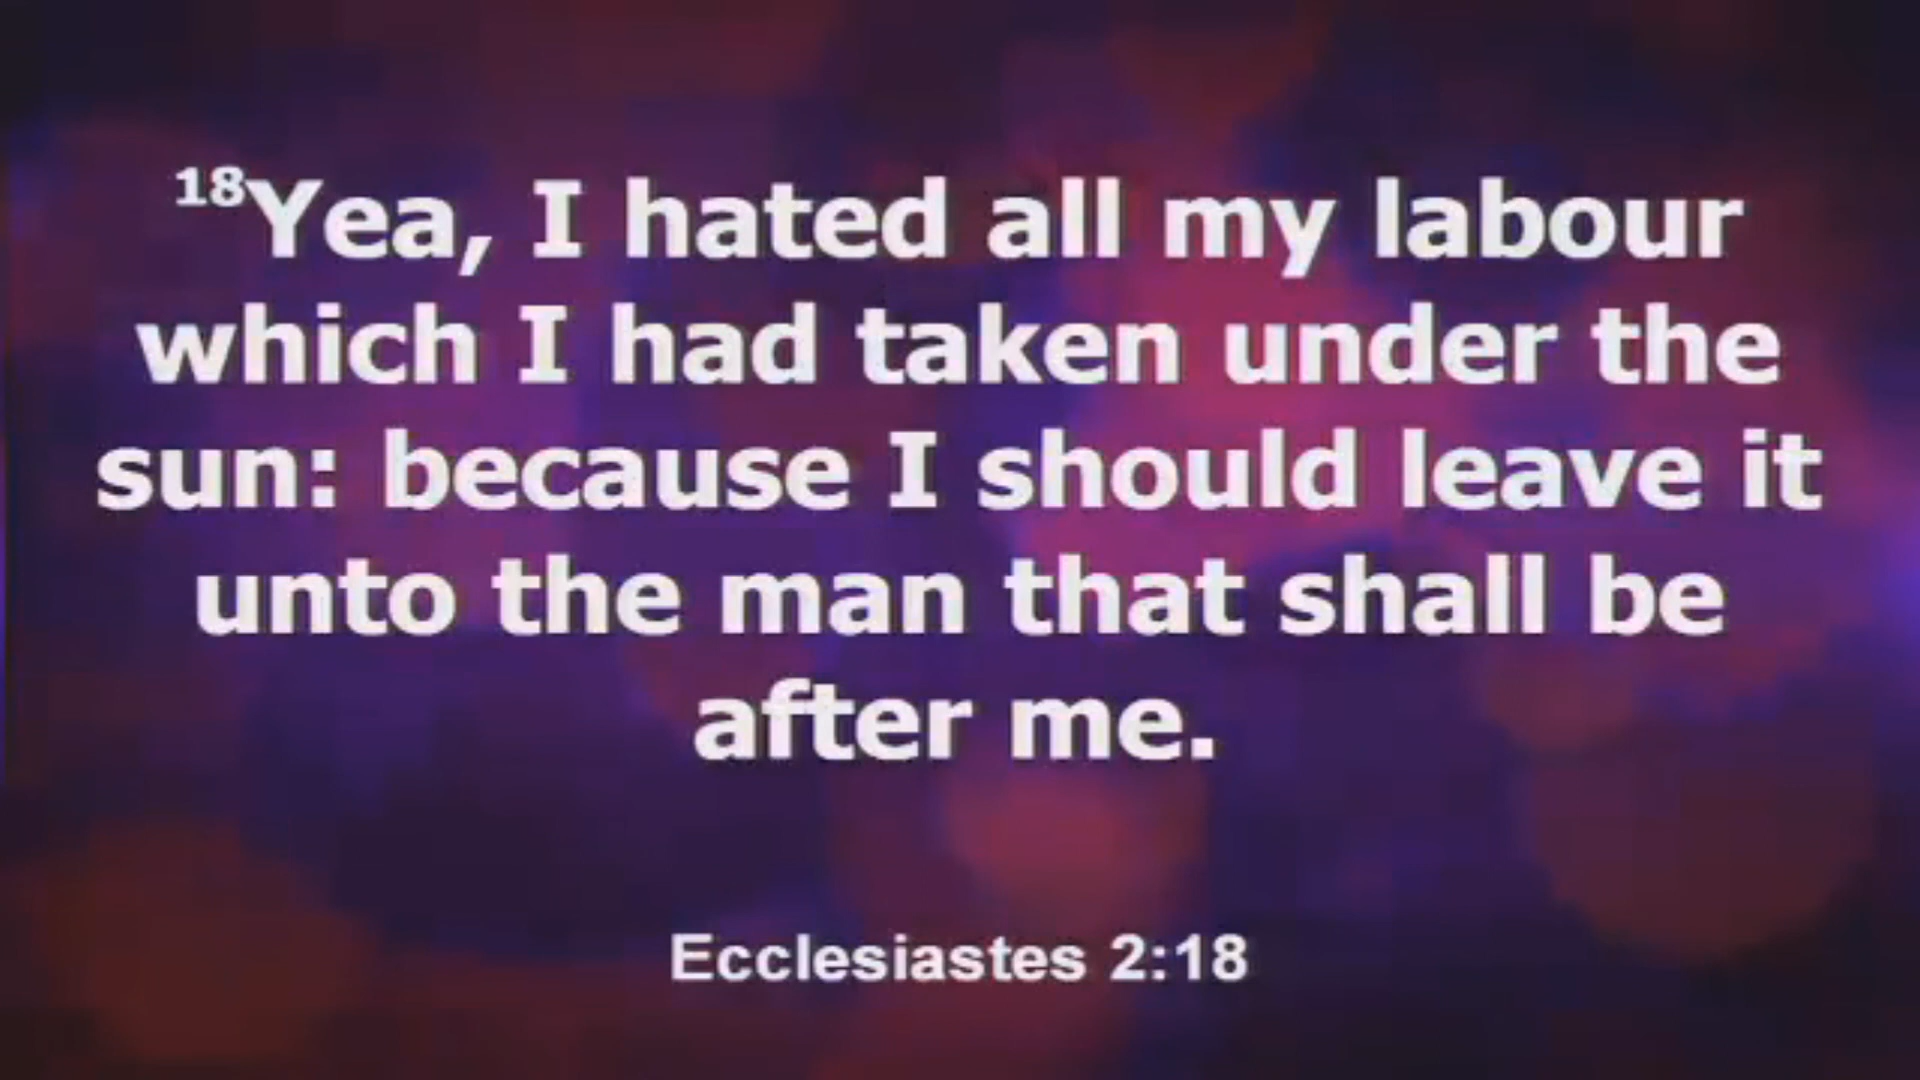 18Yea, I hated all my labour
which I had taken under the
sun: because I should leave it
unto the man that shall be
after me.
Ecclesiastes 2:18